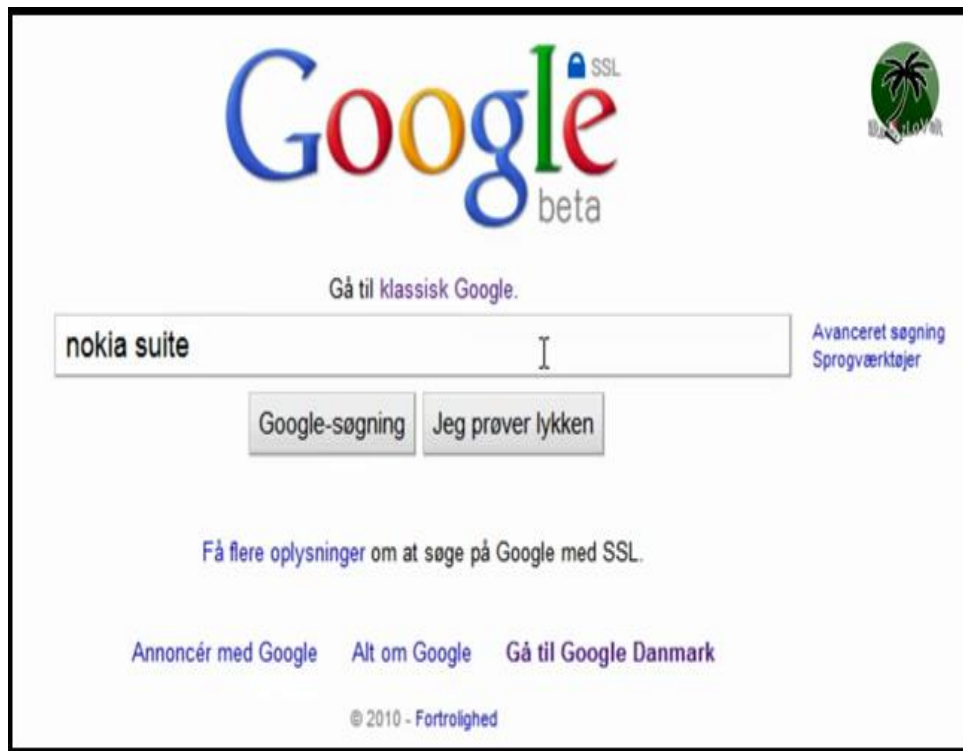 Google
SSL
beta
Gå til klassisk Google.
nokia suite
Avanceret søgning
Sprogværktøjer
Google-søgning
Jeg prøver lykken
Få flere oplysninger om at søge på Google med SSL.
Annoncér med Google
Alt om Google
Gå til Google Danmark
© 2010 - Fortrolighed